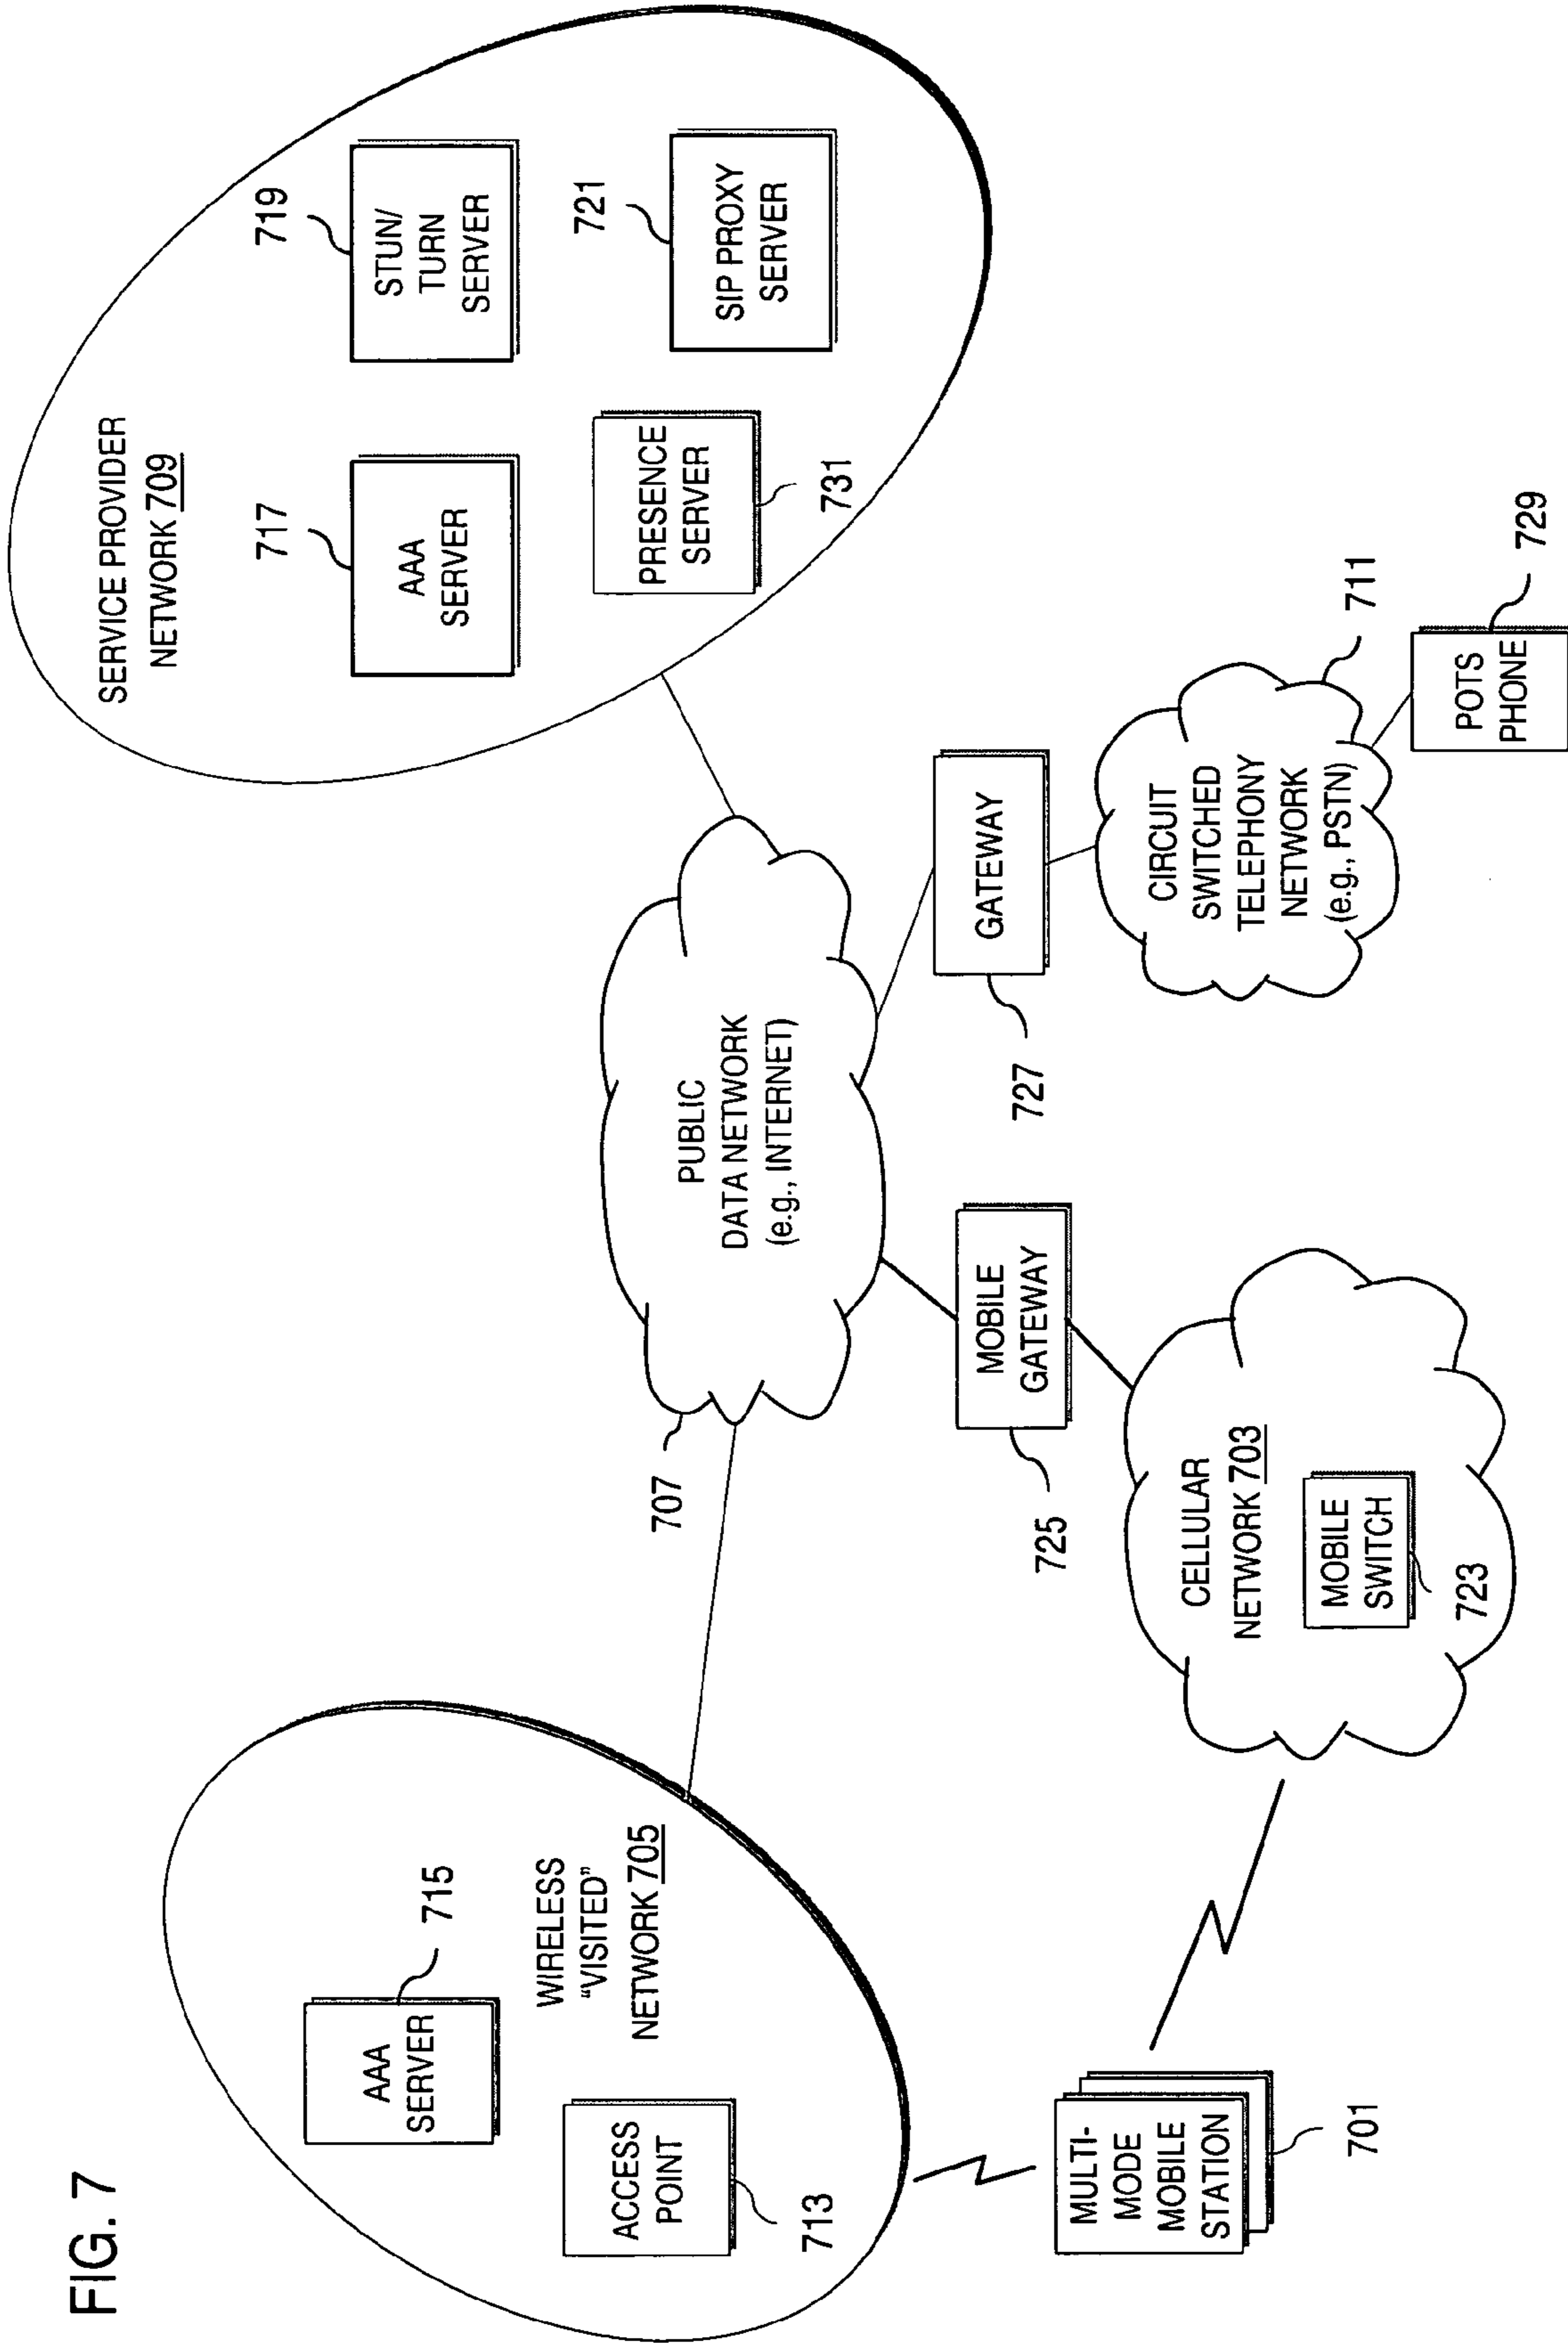 FIG. 7
SERVICE PROVIDER
NETWORK 709
717
AAA
SERVER
719
STUN/
TURN
SERVER
PRESENCE
SERVER
731
721
SIP PROXY
SERVER
AAA
SERVER
715
WIRELESS
"VISITED"
NETWORK 705
ACCESS
POINT
713
707
PUBLIC
DATA NETWORK
(e.g., INTERNET)
MOBILE
GATEWAY
725
GATEWAY
727
MULTI-
MODE
MOBILE
STATION
701
CELLULAR
NETWORK 703
MOBILE
SWITCH
723
CIRCUIT
SWITCHED
TELEPHONY
NETWORK
(e.g., PSTN)
711
POTS
PHONE
729